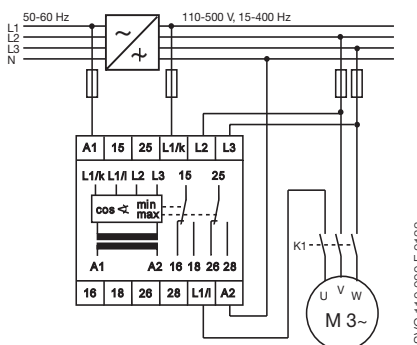 50-60 Hz
110-500 V, 15-400 Hz
L1
L2
L3
N
A1 15 25 L1/k L2 L3
L1/k L1/l L2 L3 15 25
cos ∢ min
max
A1 A2 16 18 26 28
16 18 26 28 L1/l A2
K1
U V W
M 3~